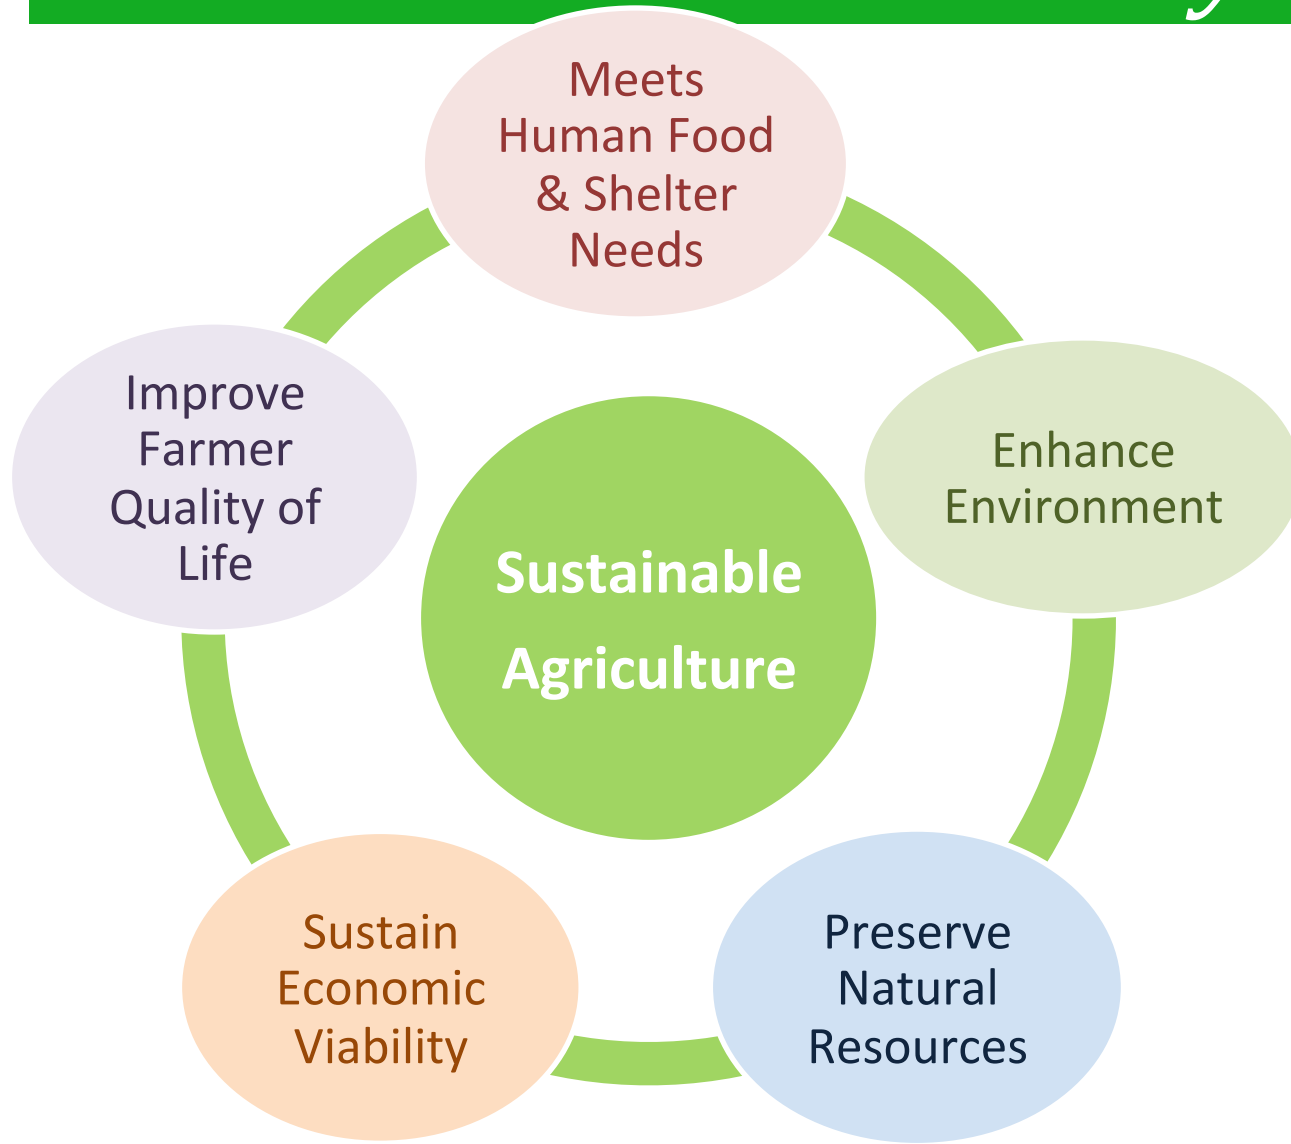 Meets
Human Food
& Shelter
Needs
Enhance
Environment
Preserve
Natural
Resources
Sustain
Economic
Viability
Improve
Farmer
Quality of
Life
Sustainable
Agriculture